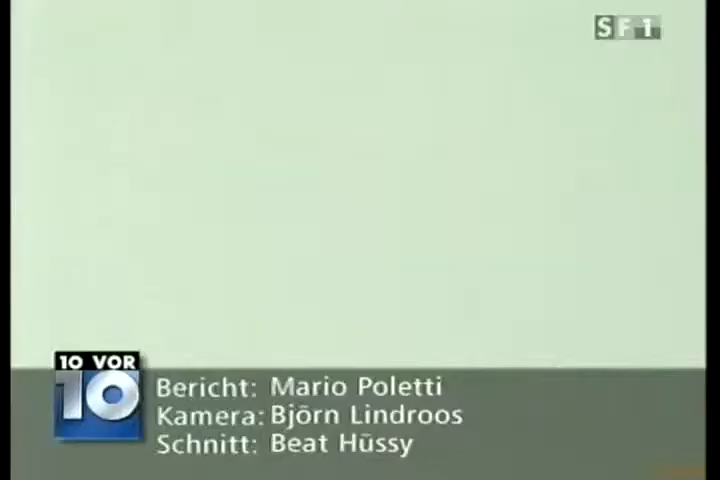 SF1
10 VOR
10
Bericht: Mario Poletti
Kamera: Björn Lindroos
Schnitt: Beat Hüssy